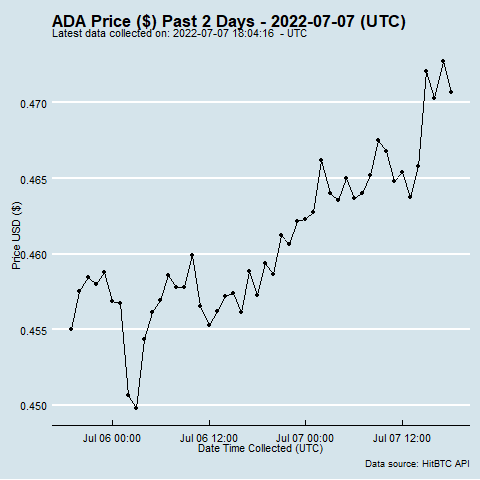 ADA Price ($) Past 2 Days - 2022-07-07 (UTC)
Latest data collected on: 2022-07-07 18:04:16 - UTC
0.470
0.465
0.460
0.455
0.450
Price USD ($)
Jul 06 00:00 Jul 06 12:00 Jul 07 00:00 Jul 07 12:00
Date Time Collected (UTC)
Data source: HitBTC API